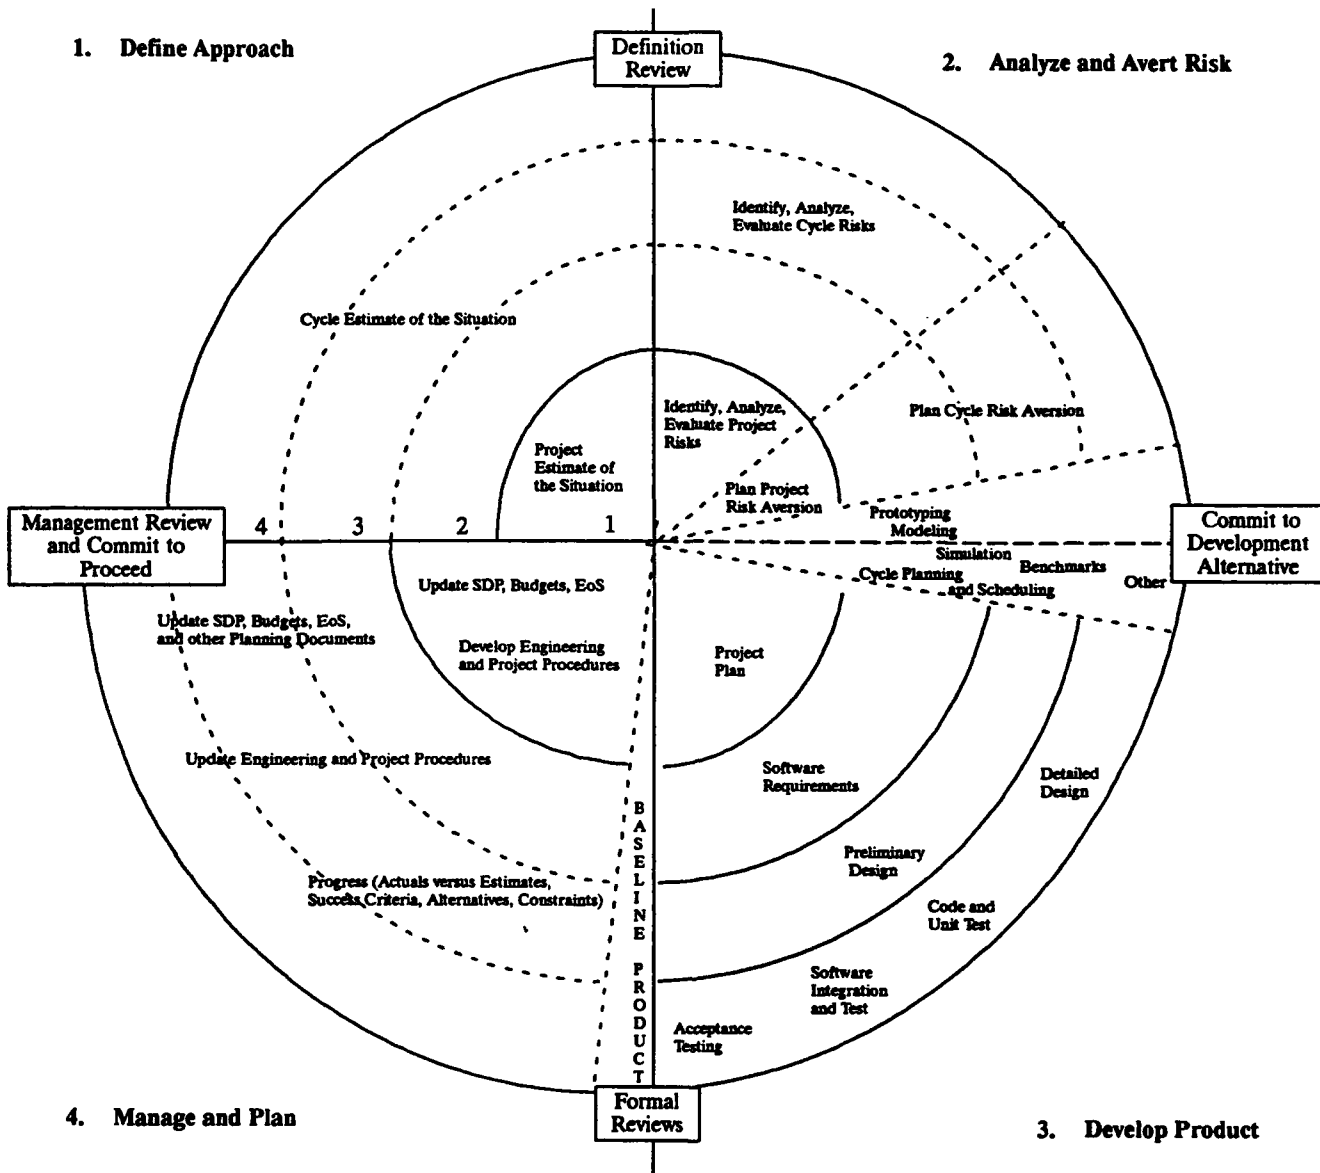 1. Define Approach
Definition
Review
2. Analyze and Avert Risk
Identify, Analyze,
Evaluate Cycle Risks
Cycle Estimate of the Situation
Identify, Analyze,
Evaluate Project
Risks
Plan Cycle Risk Aversion
Project
Estimate of
the Situation
Plan Project
Risk Aversion
Management Review
and Commit to
Proceed
4 3 2 1
Prototyping
Modeling
Simulation
Benchmarks
Other
Commit to
Development
Alternative
Cycle Planning
and Scheduling
Update SDP, Budgets, EoS
Update SDP, Budgets, EoS,
and other Planning Documents
Develop Engineering
and Project Procedures
Project
Plan
Update Engineering and Project Procedures
Software
Requirements
Detailed
Design
BASELINE PRODUCT
Preliminary
Design
Progress (Actuals versus Estimates,
Success Criteria, Alternatives, Constraints)
Code and
Unit Test
Software
Integration
and Test
Acceptance
Testing
Formal
Reviews
4. Manage and Plan
3. Develop Product